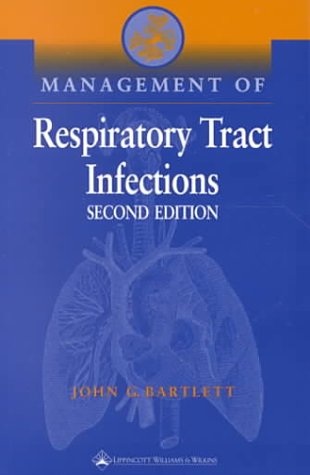 MANAGEMENT OF
Respiratory Tract
Infections
SECOND EDITION
JOHN G. BARTLETT
LIPPINCOTT WILLIAMS & WILKINS